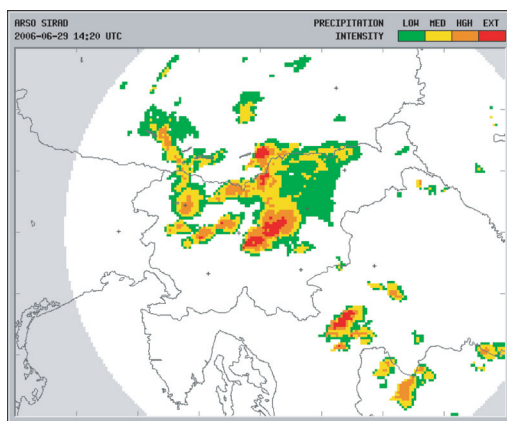 ARSO SIRAD
2006-06-29 14:20 UTC
PRECIPITATION
INTENSITY
LOW MED HGH EXT